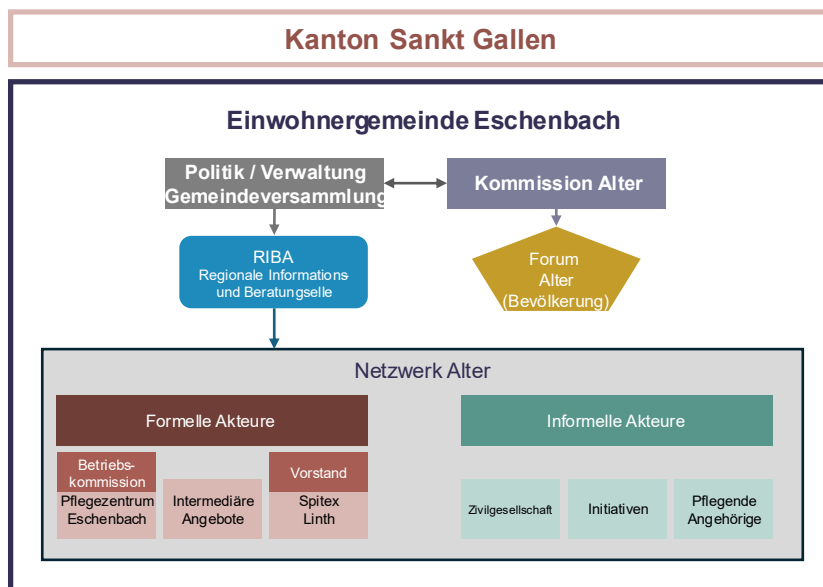 Kanton Sankt Gallen
Einwohnergemeinde Eschenbach
Politik / Verwaltung
Gemeindeversammlung
Kommission Alter
RIBA
Regionale Informations-
und Beratungselle
Forum
Alter
(Bevölkerung)
Netzwerk Alter
Formelle Akteure
Informelle Akteure
Betriebs-
kommission
Vorstand
Pflegezentrum
Eschenbach
Intermediäre
Angebote
Spitex
Linth
Zivilgesellschaft
Initiativen
Pflegende
Angehörige